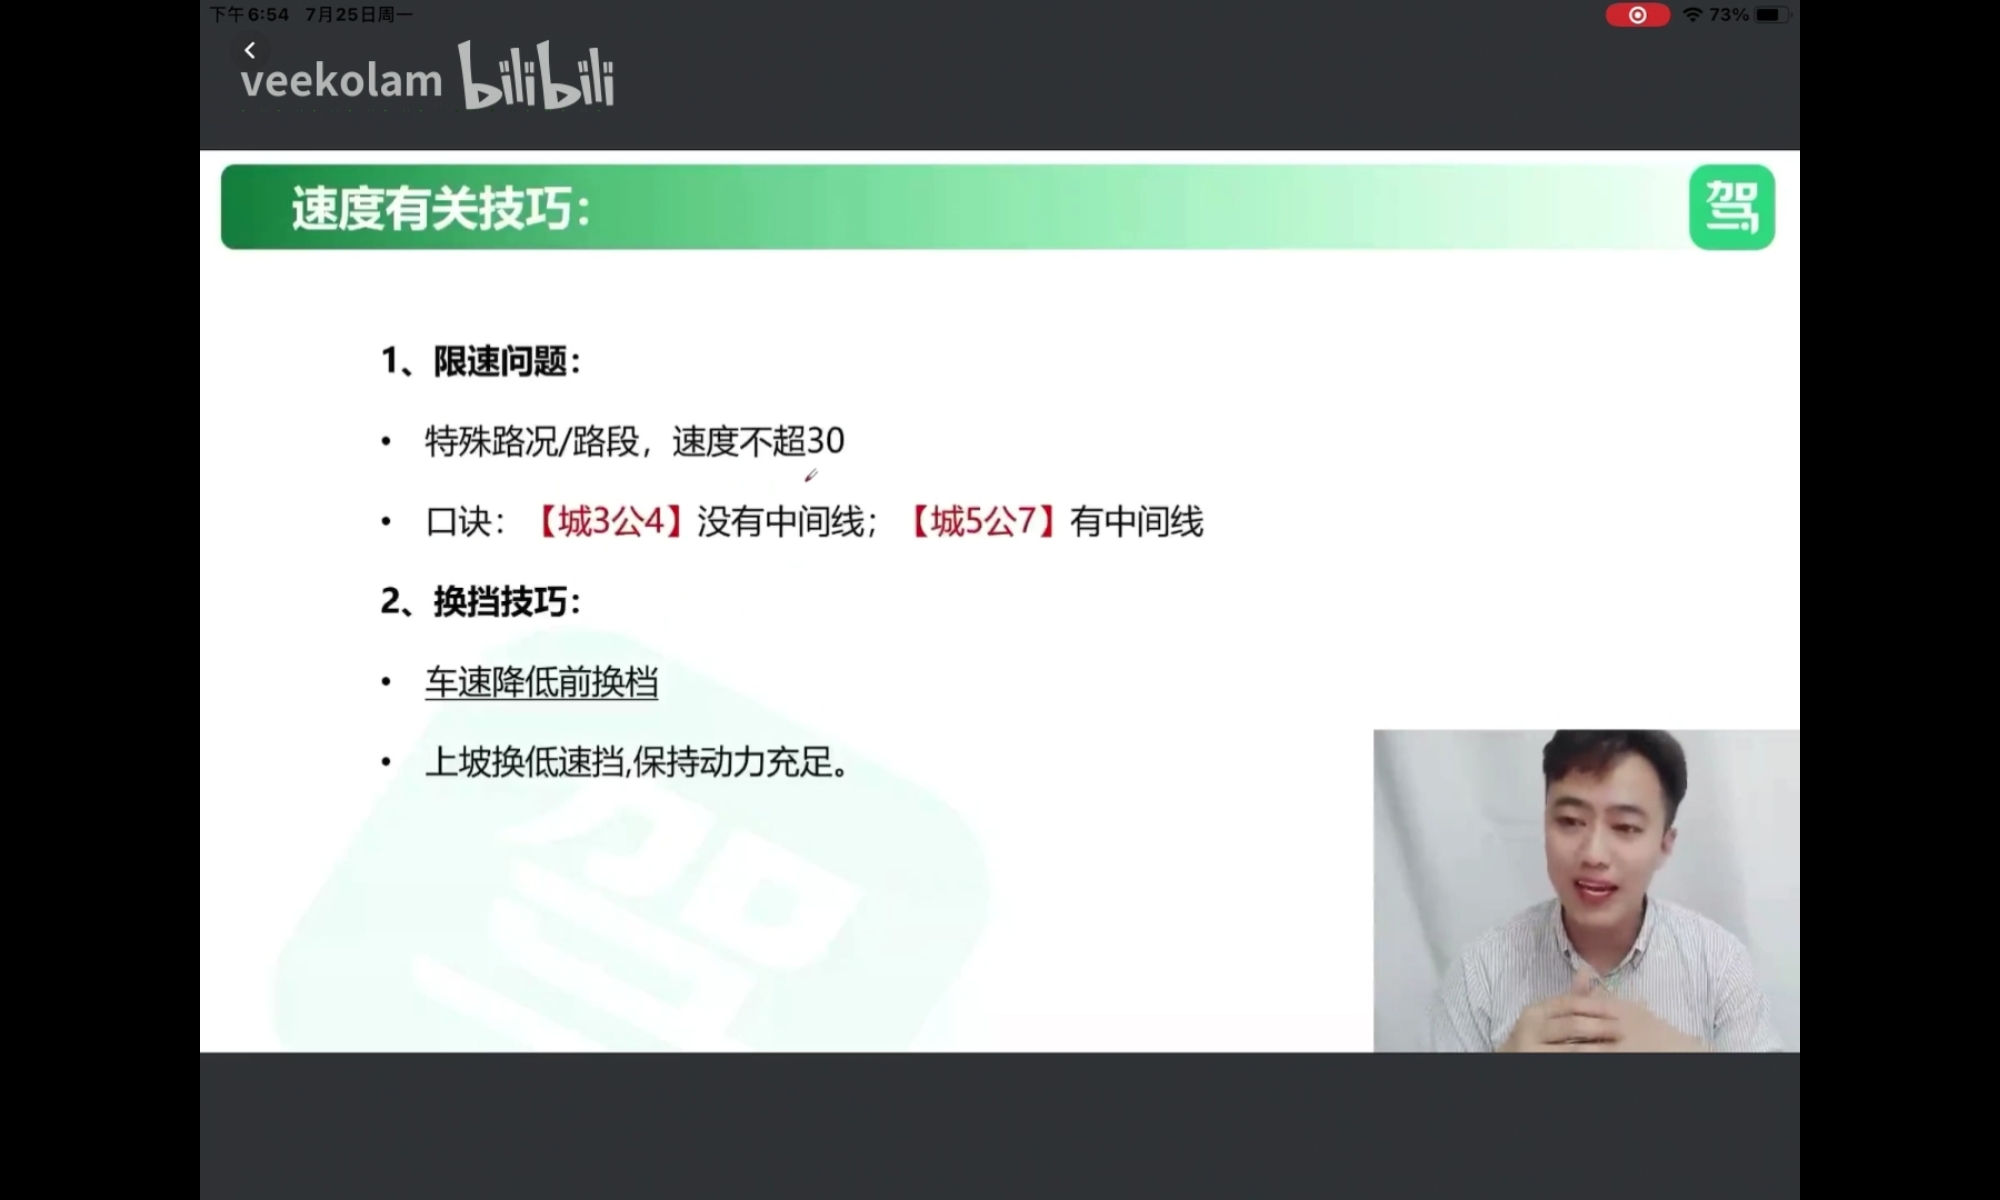 下午6:54 7月25日周一
73%
veekolam bilibili
速度有关技巧：
驾
1、限速问题：
• 特殊路况/路段，速度不超30
• 口诀：【城3公4】没有中间线；【城5公7】有中间线
2、换挡技巧：
• 车速降低前换档
• 上坡换低速挡,保持动力充足。
驾